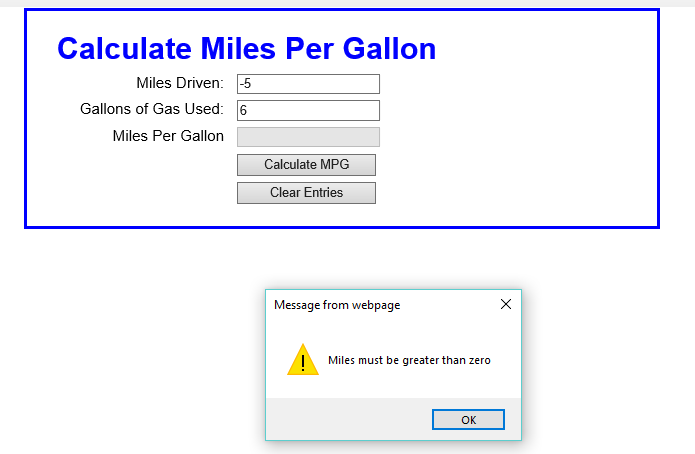 Calculate Miles Per Gallon
Miles Driven: -5
Gallons of Gas Used: 6
Miles Per Gallon
Calculate MPG
Clear Entries
Message from webpage
Miles must be greater than zero
OK